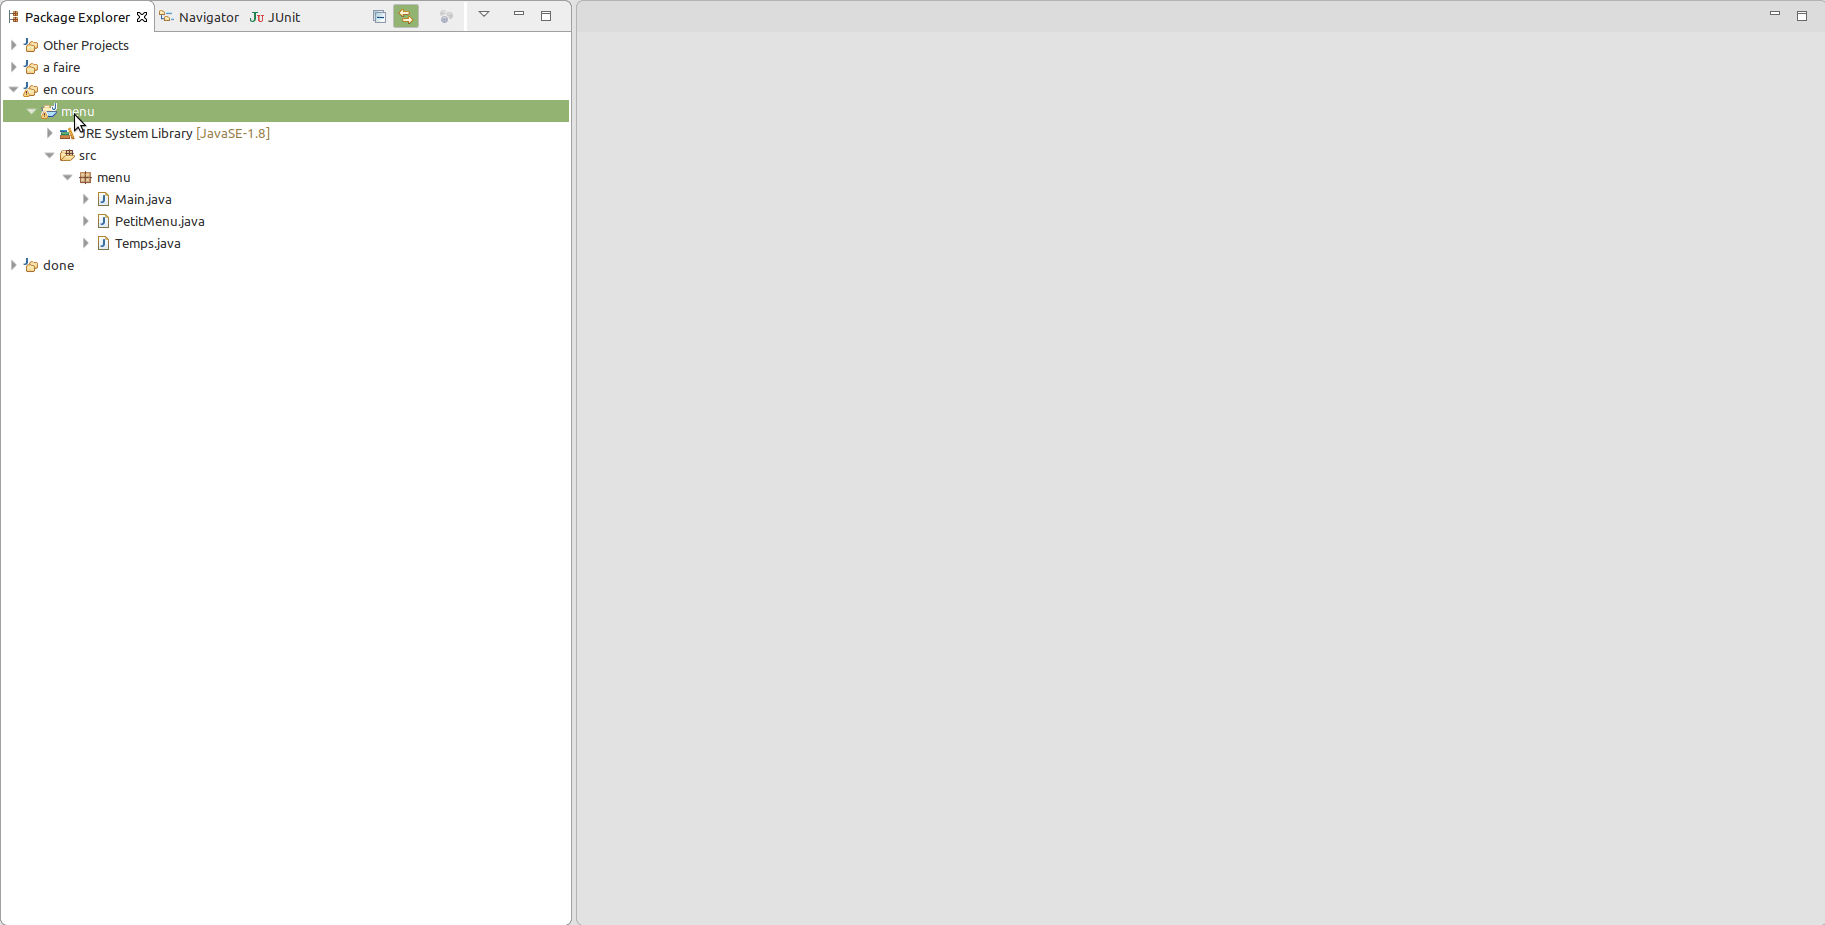 Package Explorer Navigator Ju JUnit
Other Projects
a faire
en cours
menu
JRE System Library [JavaSE-1.8]
src
menu
Main.java
PetitMenu.java
Temps.java
done